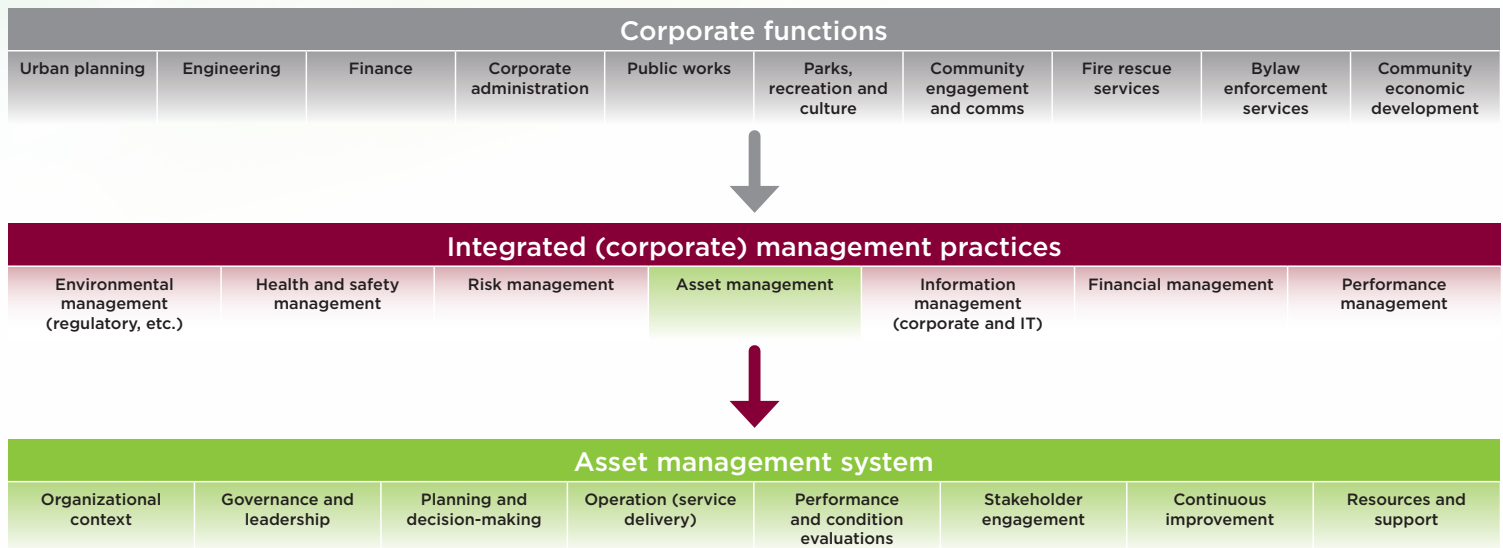 Corporate functions
Urban planning
Engineering
Finance
Corporate
administration
Public works
Parks,
recreation and
culture
Community
engagement
and comms
Fire rescue
services
Bylaw
enforcement
services
Community
economic
development
Integrated (corporate) management practices
Environmental
management
(regulatory, etc.)
Health and safety
management
Risk management
Asset management
Information
management
(corporate and IT)
Financial management
Performance
management
Asset management system
Organizational
context
Governance and
leadership
Planning and
decision-making
Operation (service
delivery)
Performance
and condition
evaluations
Stakeholder
engagement
Continuous
improvement
Resources and
support